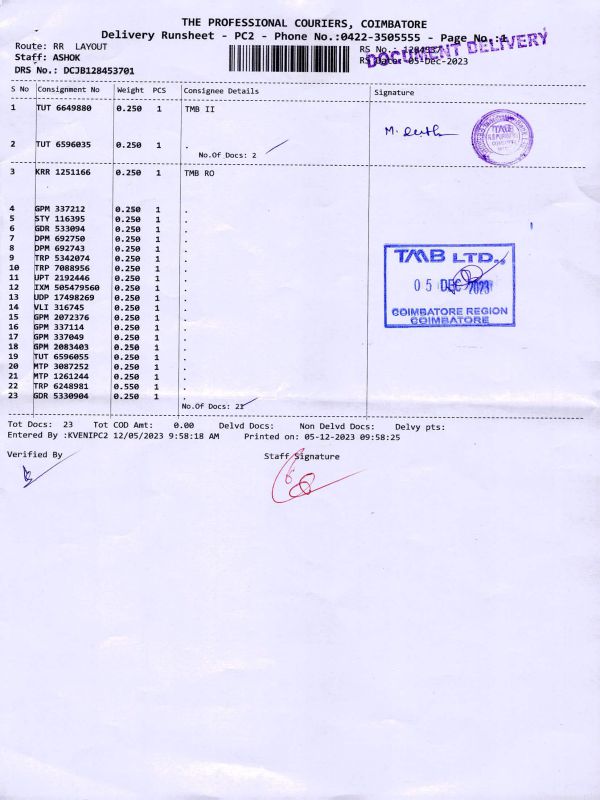 THE PROFESSIONAL COURIERS, COIMBATORE
Delivery Runsheet - PC2 - Phone No.:0422-3505555 - Page No.:1
DOCUMENT DELIVERY
Route: RR LAYOUT
Staff: ASHOK
DRS No.: DCJB128453701
RS No.:
RS Date: 05-Dec-2023
S No Consignment No Weight PCS Consignee Details Signature
1 TUT 6649880 0.250 1 TMB II
2 TUT 6596035 0.250 1 .
No.Of Docs: 2
3 KRR 1251166 0.250 1 TMB RO
4 GPM 337212 0.250 1 .
5 STY 116395 0.250 1 .
6 GDR 533094 0.250 1 .
7 DPM 692750 0.250 1 .
8 DPM 692743 0.250 1 .
9 TRP 5342074 0.250 1 .
10 TRP 7088956 0.250 1 .
11 UPT 2192446 0.250 1 .
12 IXM 505479560 0.250 1 .
13 UDP 17498269 0.250 1 .
14 VLI 316745 0.250 1 .
15 GPM 2072376 0.250 1 .
16 GPM 337114 0.250 1 .
17 GPM 337049 0.250 1 .
18 GPM 2083403 0.250 1 .
19 TUT 6596055 0.250 1 .
20 MTP 3087252 0.250 1 .
21 MTP 1261244 0.250 1 .
22 TRP 6248981 0.550 1 .
23 GDR 5330904 0.250 1 .
No.Of Docs: 21
TMB LTD.,
05 DEC 2023
COIMBATORE REGION
COIMBATORE
Tot Docs: 23 Tot COD Amt: 0.00 Delvd Docs: Non Delvd Docs: Delvy pts:
Entered By :KVENIPC2 12/05/2023 9:58:18 AM Printed on: 05-12-2023 09:58:25
Verified By Staff Signature